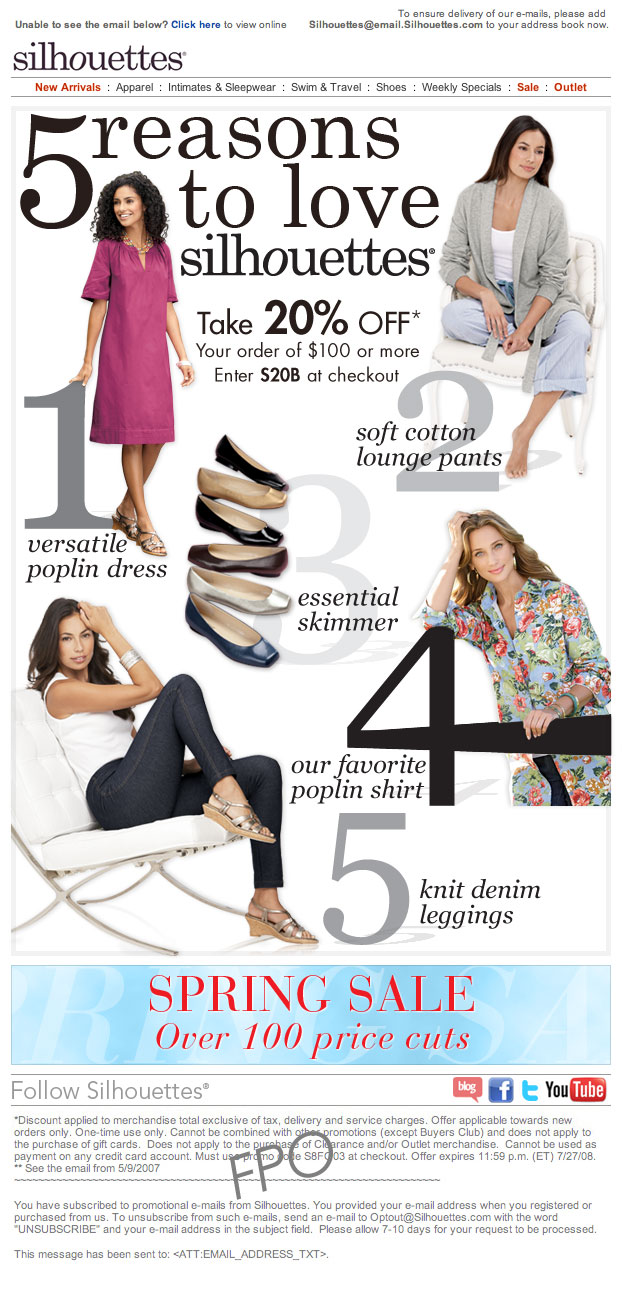 To ensure delivery of our e-mails, please add
Unable to see the email below? Click here to view online Silhouettes@email.Silhouettes.com to your address book now.
silhouettes®
New Arrivals : Apparel : Intimates & Sleepwear : Swim & Travel : Shoes : Weekly Specials : Sale : Outlet
5 reasons
to love
silhouettes®
Take 20% OFF*
Your order of $100 or more
Enter S20B at checkout
1
versatile
poplin dress
2
soft cotton
lounge pants
3
essential
skimmer
4
our favorite
poplin shirt
5
knit denim
leggings
SPRING SALE
SPRING SALE
Over 100 price cuts
Follow Silhouettes®
blog f t YouTube
*Discount applied to merchandise total exclusive of tax, delivery and service charges. Offer applicable towards new
orders only. One-time use only. Cannot be combined with other promotions (except Buyers Club) and does not apply to
the purchase of gift cards. Does not apply to the purchase of Clearance and/or Outlet merchandise. Cannot be used as
payment on any credit card account. Must use promo code S8FO03 at checkout. Offer expires 11:59 p.m. (ET) 7/27/08.
** See the email from 5/9/2007
FPO
~~~~~~~~~~~~~~~~~~~~~~~~~~~~~~~~~~~~~~~~~~~~~~~~~~~~~~~~~~~~~~
You have subscribed to promotional e-mails from Silhouettes. You provided your e-mail address when you registered or
purchased from us. To unsubscribe from such e-mails, send an e-mail to Optout@Silhouettes.com with the word
"UNSUBSCRIBE" and your e-mail address in the subject field. Please allow 7-10 days for your request to be processed.
This message has been sent to: <ATT:EMAIL_ADDRESS_TXT>.